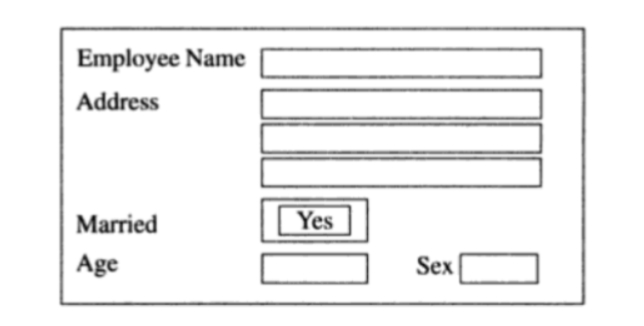 Employee Name
Address
Married Yes
Age Sex